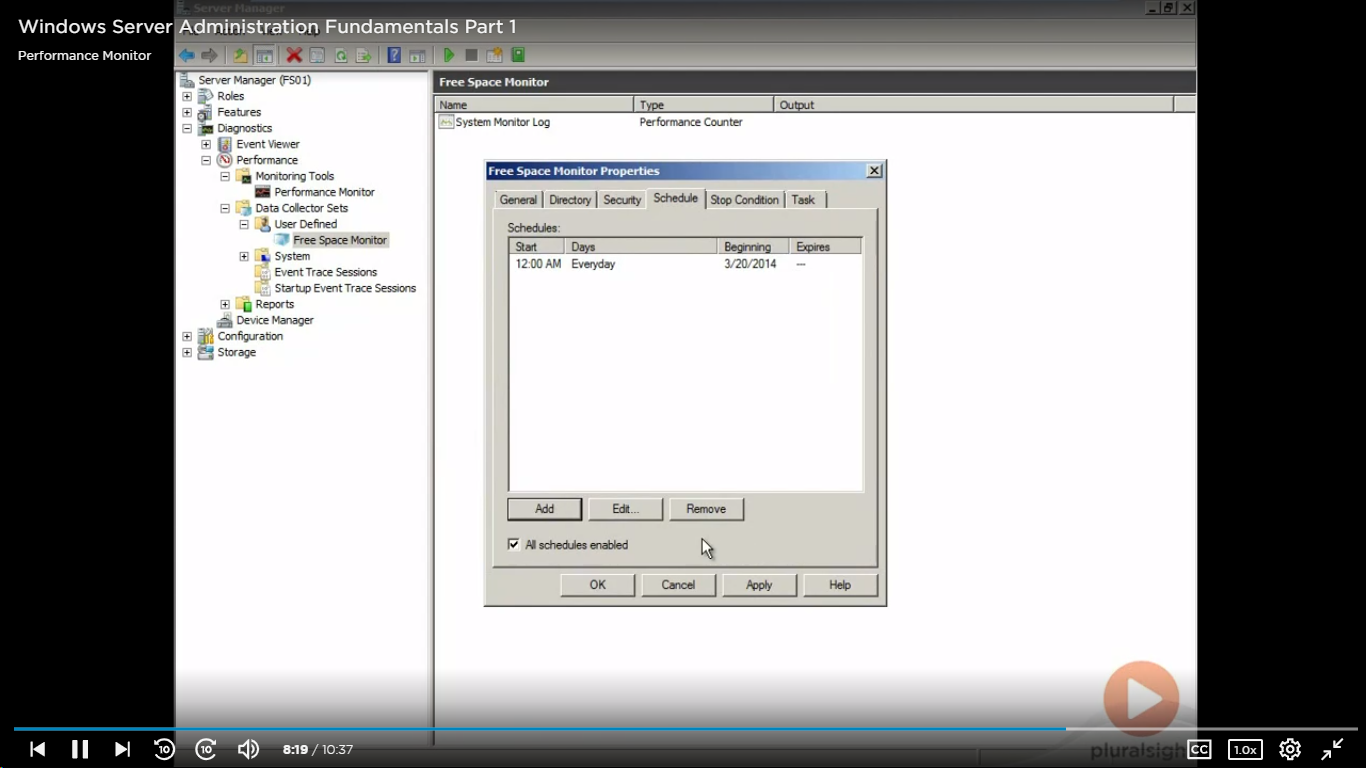 Server Manager
Windows Server Administration Fundamentals Part 1
Performance Monitor
Server Manager (FS01)
Roles
Features
Diagnostics
Event Viewer
Performance
Monitoring Tools
Performance Monitor
Data Collector Sets
User Defined
Free Space Monitor
System
Event Trace Sessions
Startup Event Trace Sessions
Reports
Device Manager
Configuration
Storage
Free Space Monitor
Name Type Output
System Monitor Log Performance Counter
Free Space Monitor Properties
General Directory Security Schedule Stop Condition Task
Schedules:
Start Days Beginning Expires
12:00 AM Everyday 3/20/2014 ---
Add Edit... Remove
All schedules enabled
OK Cancel Apply Help
10 10 8:19 / 10:37
pluralsigh
CC 1.0x